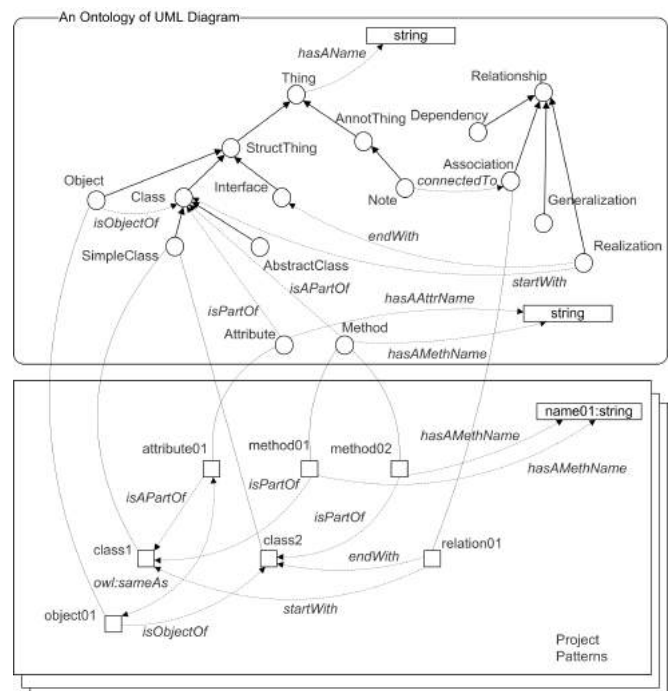 An Ontology of UML Diagram
string
hasAName
Thing
Relationship
Dependency
AnnotThing
StructThing
Association
Object
Class
Interface
connectedTo
Note
Generalization
isObjectOf
endWith
SimpleClass
AbstractClass
Realization
isAPartOf
startWith
hasAAttrName
isPartOf
string
Attribute
Method
hasAMethName
name01:string
attribute01
method01
method02
hasAMethName
hasAMethName
isAPartOf
isPartOf
isPartOf
class1
class2
endWith
relation01
owl:sameAs
startWith
object01
isObjectOf
Project
Patterns